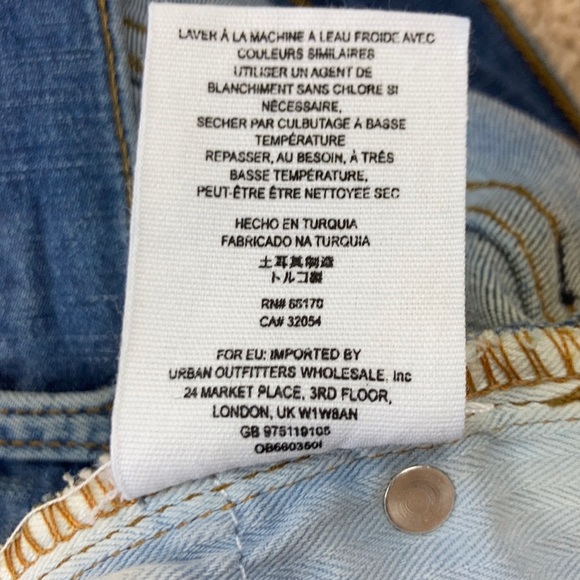 LAVER À LA MACHINE A LEAU FROIDE AVEC
COULEURS SIMILAIRES
UTILISER UN AGENT DE
BLANCHIMENT SANS CHLORE SI
NÉCESSAIRE,
SECHER PAR CULBUTAGE À BASSE
TEMPÉRATURE
REPASSER, AU BESOIN, À TRÉS
BASSE TEMPÉRATURE,
PEUT-ÊTRE ÊTRE NETTOYEE SEC
HECHO EN TURQUIA
FABRICADO NA TURQUIA
土耳其制造
トルコ製
RN# 66170
CA# 32054
FOR EU: IMPORTED BY
URBAN OUTFITTERS WHOLESALE, Inc
24 MARKET PLACE, 3RD FLOOR,
LONDON, UK W1W8AN
GB 975119105